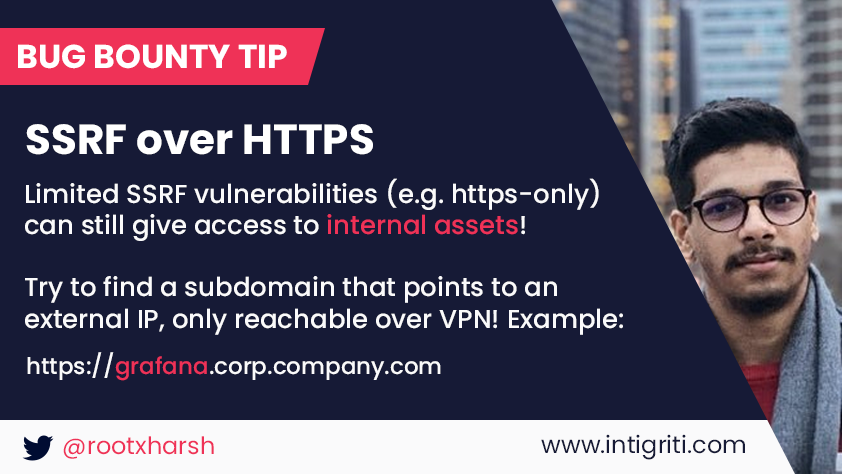 BUG BOUNTY TIP
SSRF over HTTPS
Limited SSRF vulnerabilities (e.g. https-only)
can still give access to internal assets!
Try to find a subdomain that points to an
external IP, only reachable over VPN! Example:
https://grafana.corp.company.com
@rootxharsh
www.intigriti.com